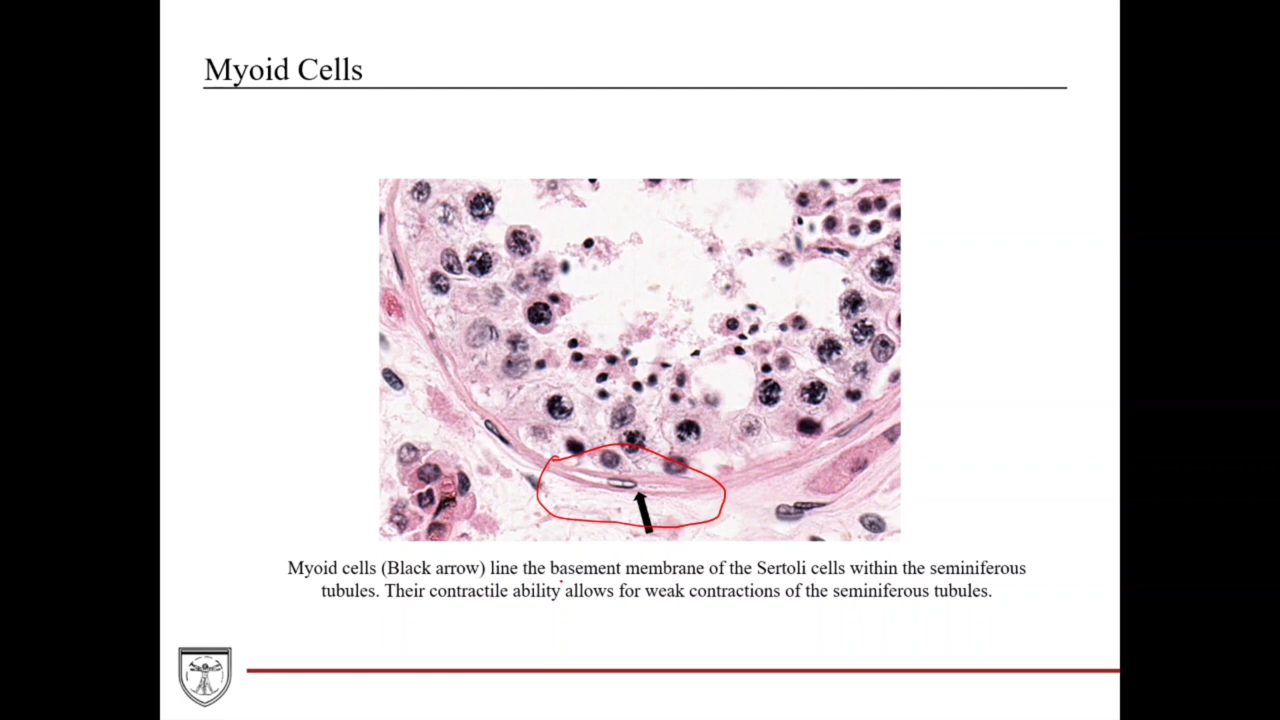 Myoid Cells
Myoid cells (Black arrow) line the basement membrane of the Sertoli cells within the seminiferous
tubules. Their contractile ability allows for weak contractions of the seminiferous tubules.